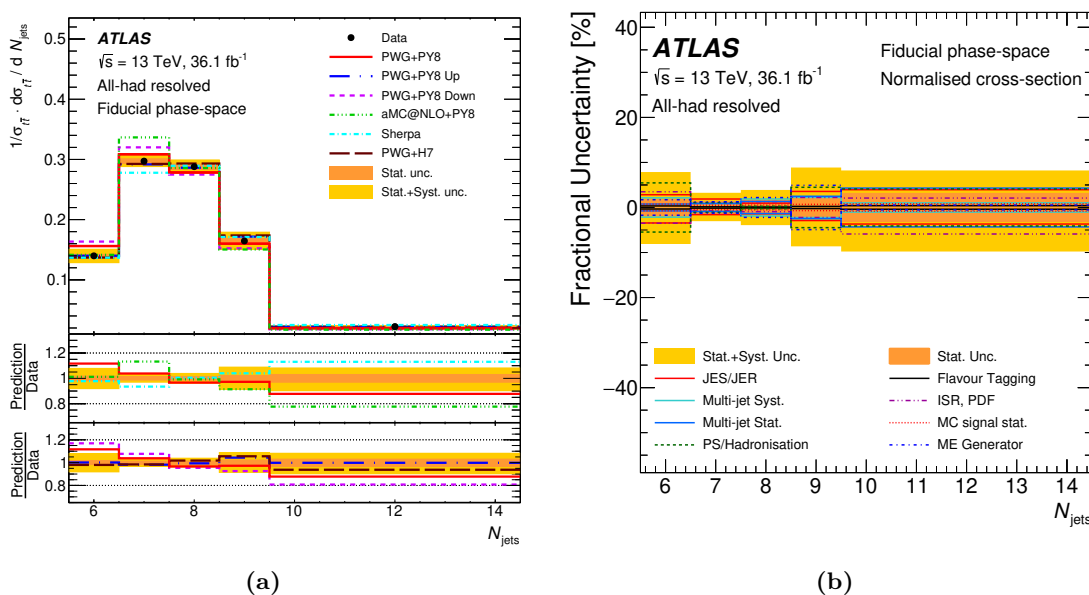 1/σ_tt̄ · dσ_tt̄ / d N_jets
0.5
0.4
0.3
0.2
0.1
ATLAS
√s = 13 TeV, 36.1 fb⁻¹
All-had resolved
Fiducial phase-space
Data
PWG+PY8
PWG+PY8 Up
PWG+PY8 Down
aMC@NLO+PY8
Sherpa
PWG+H7
Stat. unc.
Stat.+Syst. unc.
Prediction
Data
1.2
1
0.8
Prediction
Data
1.2
1
0.8
6 7 8 9 10 11 12 13 14
N_jets
(a)
Fractional Uncertainty [%]
40
20
0
−20
−40
ATLAS
√s = 13 TeV, 36.1 fb⁻¹
All-had resolved
Fiducial phase-space
Normalised cross-section
Stat.+Syst. Unc.
JES/JER
Multi-jet Syst.
Multi-jet Stat.
PS/Hadronisation
Stat. Unc.
Flavour Tagging
ISR, PDF
MC signal stat.
ME Generator
6 7 8 9 10 11 12 13 14
N_jets
(b)